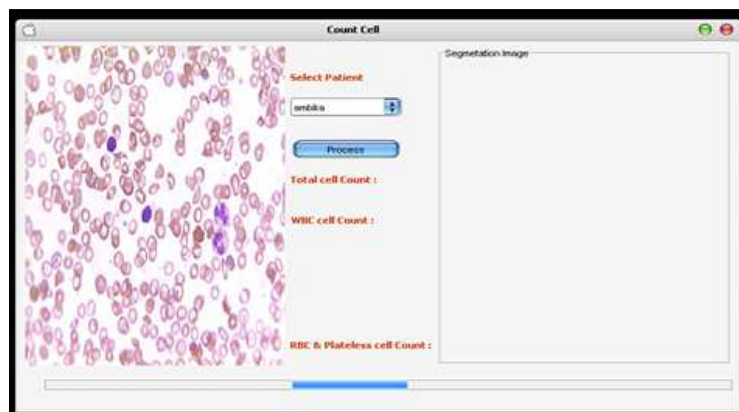 Count Cell
Select Patient
ambika
Process
Total cell Count :
WBC cell Count :
RBC & Plateless cell Count :
Segmetation Image